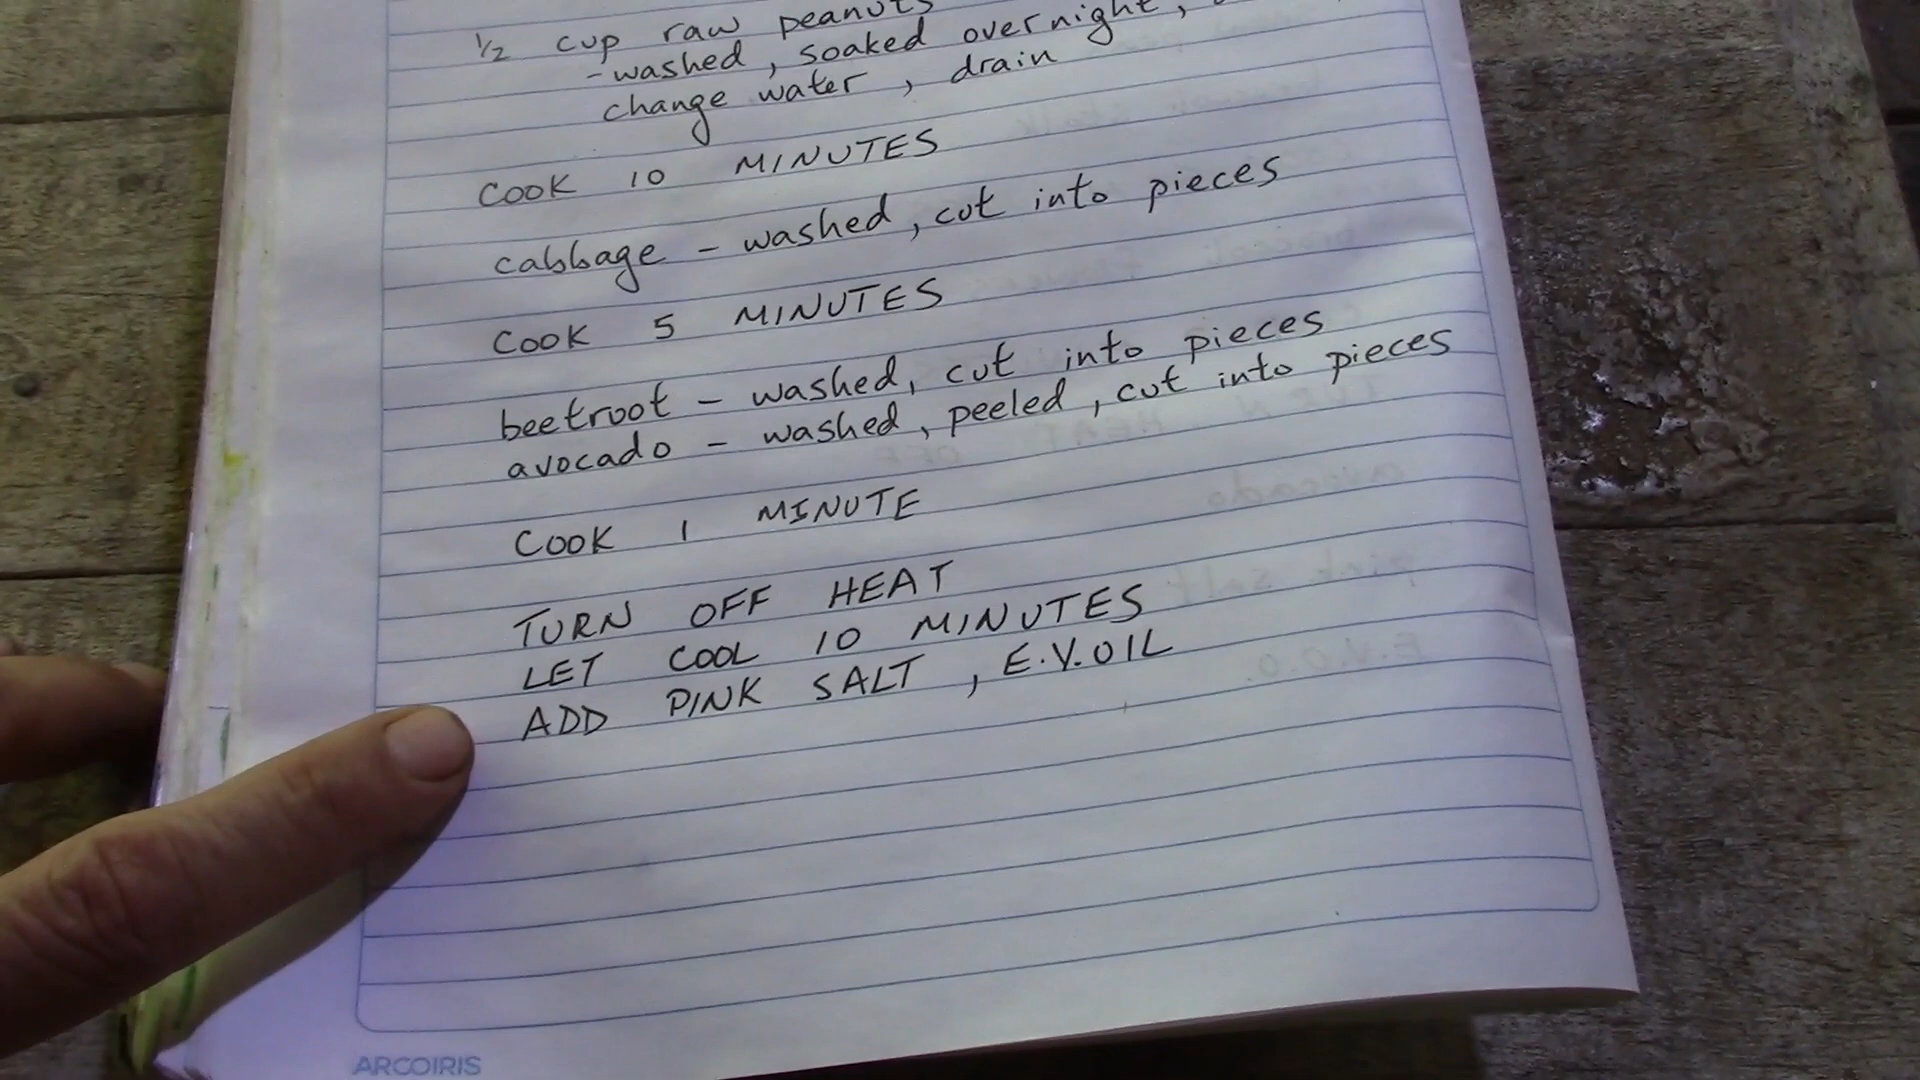 1/2 cup raw peanuts
-washed, soaked overnight,
change water, drain
COOK 10 MINUTES
cabbage - washed, cut into pieces
COOK 5 MINUTES
beetroot - washed, cut into pieces
avocado - washed, peeled, cut into pieces
COOK 1 MINUTE
TURN OFF HEAT
LET COOL 10 MINUTES
ADD PINK SALT, E.V.OIL
ARCOIRIS